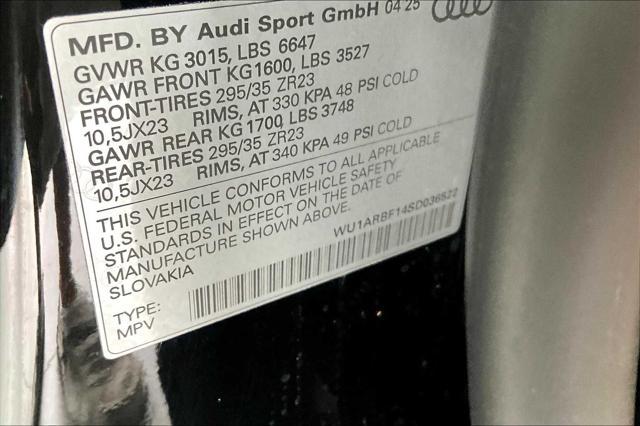 MFD. BY Audi Sport GmbH 04 25
GVWR KG 3015, LBS 6647
GAWR FRONT KG1600, LBS 3527
FRONT-TIRES 295/35 ZR23
10,5JX23 RIMS, AT 330 KPA 48 PSI COLD
GAWR REAR KG 1700 LBS 3748
REAR-TIRES 295/35 ZR23
10,5JX23 RIMS, AT 340 KPA 49 PSI COLD
THIS VEHICLE CONFORMS TO ALL APPLICABLE
U.S. FEDERAL MOTOR VEHICLE SAFETY
STANDARDS IN EFFECT ON THE DATE OF
MANUFACTURE SHOWN ABOVE.
SLOVAKIA
WU1ARBF14SD036522
TYPE:
MPV